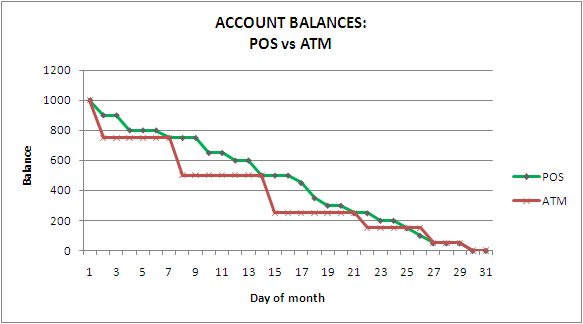 ACCOUNT BALANCES:
POS vs ATM
1200
1000
800
600
400
200
0
Balance
1 3 5 7 9 11 13 15 17 19 21 23 25 27 29 31
Day of month
POS
ATM